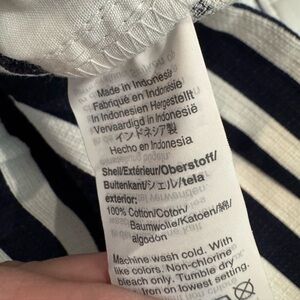 Made in Indonesia/
Fabriqué en Indonésie/
In Indonesien Hergestellt/
Vervaardigd in Indonesië/
インドネシア製/
Hecho en Indonesia
Shell/Extérieur/Oberstoff/
Buitenkant/シェル/tela
exterior:
100% Cotton/Coton/
Baumwolle/Katoen/綿/
algodón
Machine wash cold. With
like colors. Non-chlorine
bleach only. Tumble dry
Iron on lowest setting.